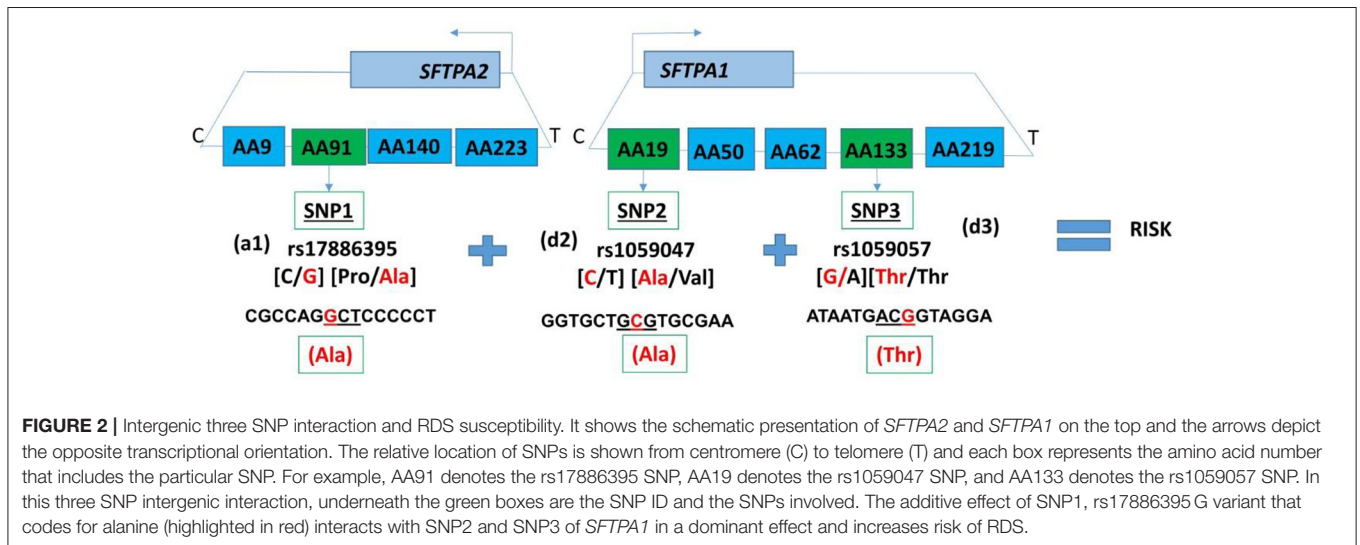 SFTPA2 SFTPA1
C AA9 AA91 AA140 AA223 T C AA19 AA50 AA62 AA133 AA219 T
SNP1 SNP2 SNP3
(a1) rs17886395 (d2) rs1059047 rs1059057 (d3) RISK
[C/G] [Pro/Ala] [C/T] [Ala/Val] [G/A][Thr/Thr
CGCCAGGCTCCCCCT GGTGCTGCGTGCGAA ATAATGACGGTAGGA
(Ala) (Ala) (Thr)
FIGURE 2 | Intergenic three SNP interaction and RDS susceptibility. It shows the schematic presentation of SFTPA2 and SFTPA1 on the top and the arrows depict
the opposite transcriptional orientation. The relative location of SNPs is shown from centromere (C) to telomere (T) and each box represents the amino acid number
that includes the particular SNP. For example, AA91 denotes the rs17886395 SNP, AA19 denotes the rs1059047 SNP, and AA133 denotes the rs1059057 SNP. In
this three SNP intergenic interaction, underneath the green boxes are the SNP ID and the SNPs involved. The additive effect of SNP1, rs17886395 G variant that
codes for alanine (highlighted in red) interacts with SNP2 and SNP3 of SFTPA1 in a dominant effect and increases risk of RDS.